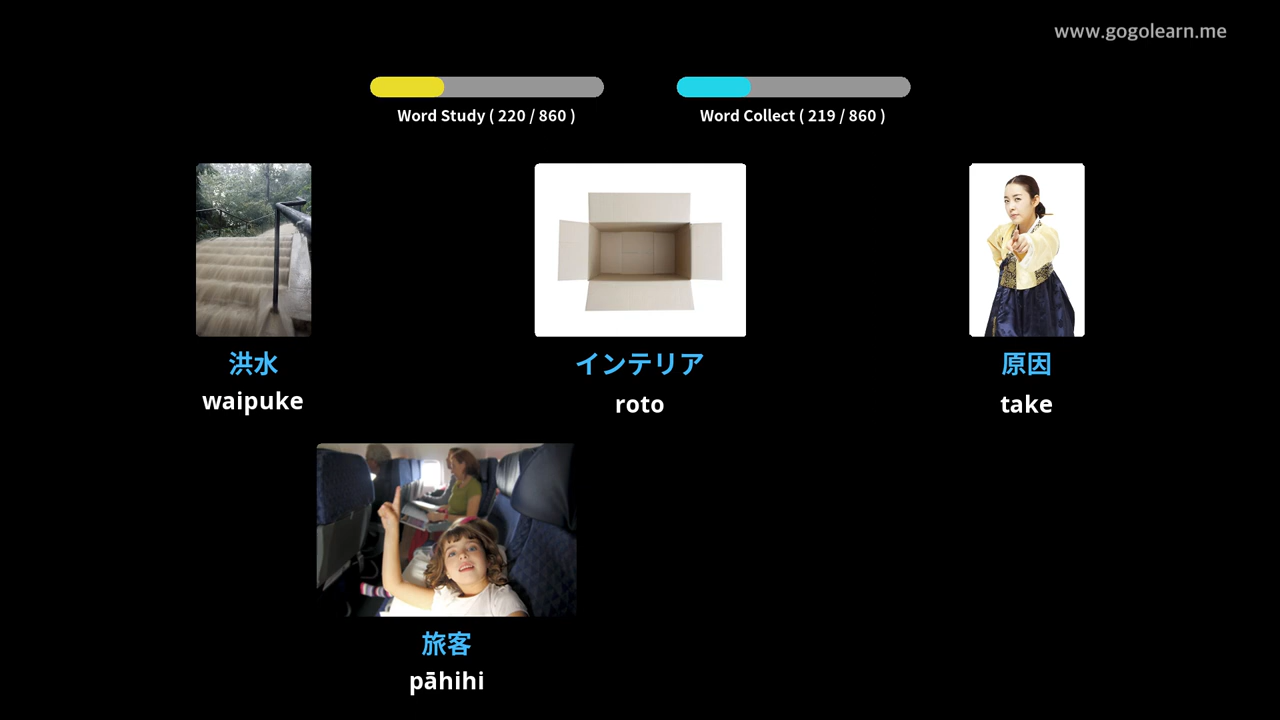 www.gogolearn.me
Word Study ( 220 / 860 )
Word Collect ( 219 / 860 )
洪水
waipuke
インテリア
roto
原因
take
旅客
pāhihi